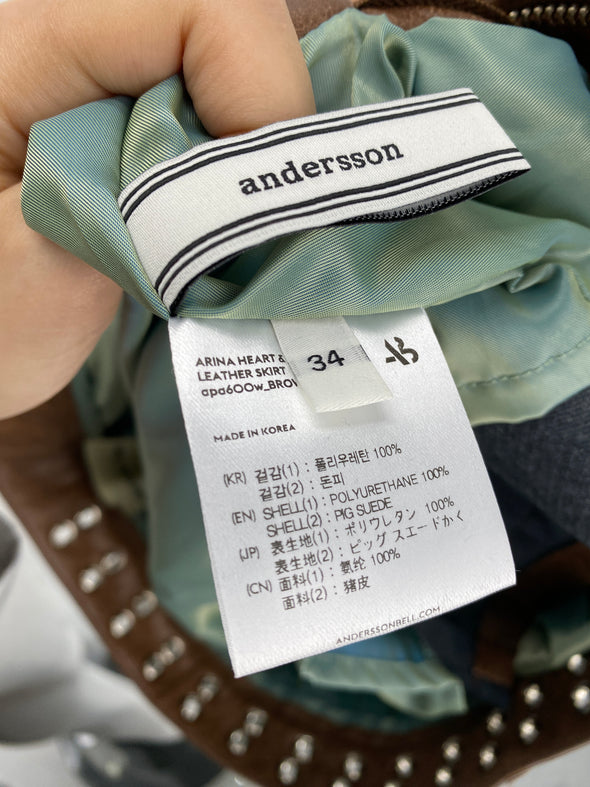 andersson
ARINA HEART &
LEATHER SKIRT
apa600w_BROW
34
MADE IN KOREA
(KR) 겉감(1) : 폴리우레탄 100%
겉감(2) : 돈피
(EN) SHELL(1) : POLYURETHANE 100%
SHELL(2) : PIG SUEDE
(JP) 表生地(1) : ポリウレタン 100%
表生地(2) : ピッグ スエードかく
(CN) 面料(1) : 氨纶 100%
面料(2) : 猪皮
ANDERSSONBELL.COM